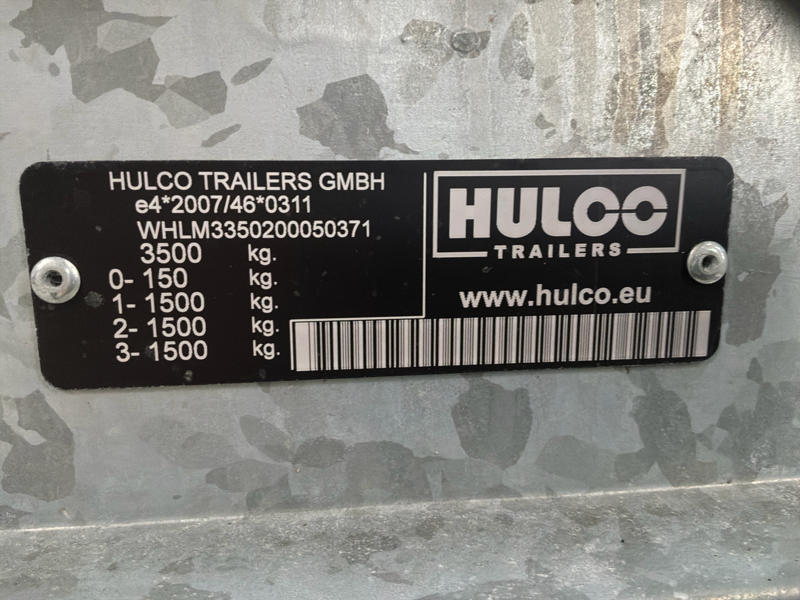 HULCO TRAILERS GMBH
e4*2007/46*0311
WHLM3350200050371
3500 kg.
0- 150 kg.
1- 1500 kg.
2- 1500 kg.
3- 1500 kg.
HULCO
TRAILERS
www.hulco.eu